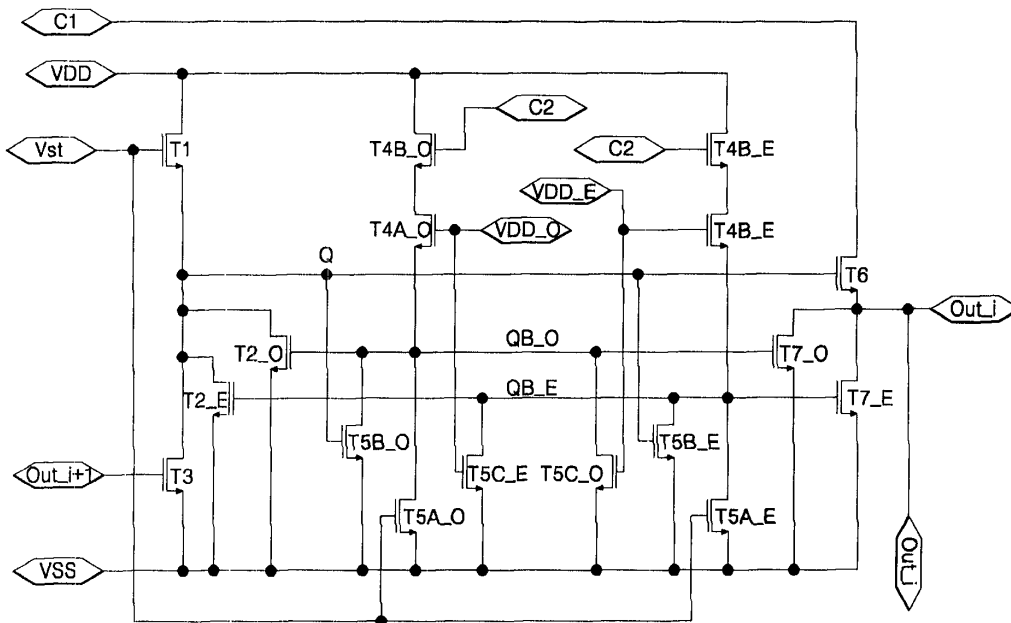 C1
VDD
C2
Vst
T1
T4B_O
C2
T4B_E
VDD_E
T4A_O
VDD_O
T4B_E
Q
T6
Out_i
T2_O
QB_O
T7_O
T2_E
QB_E
T7_E
T5B_O
T5B_E
Out_i+1
T3
T5C_E
T5C_O
T5A_O
T5A_E
VSS
Out_i